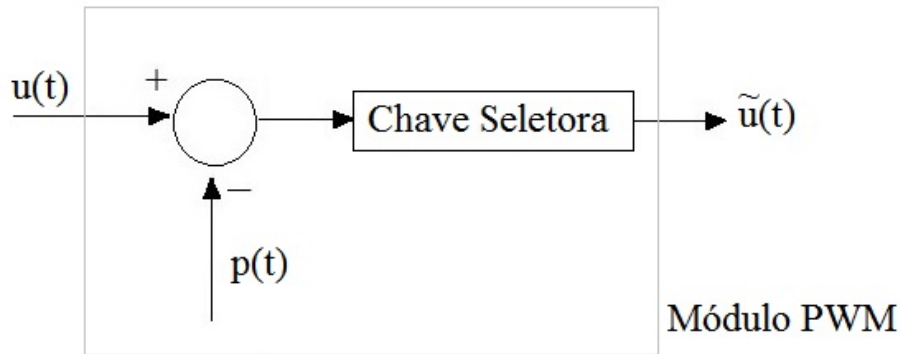 u(t)
+
Chave Seletora
ũ(t)
−
p(t)
Módulo PWM